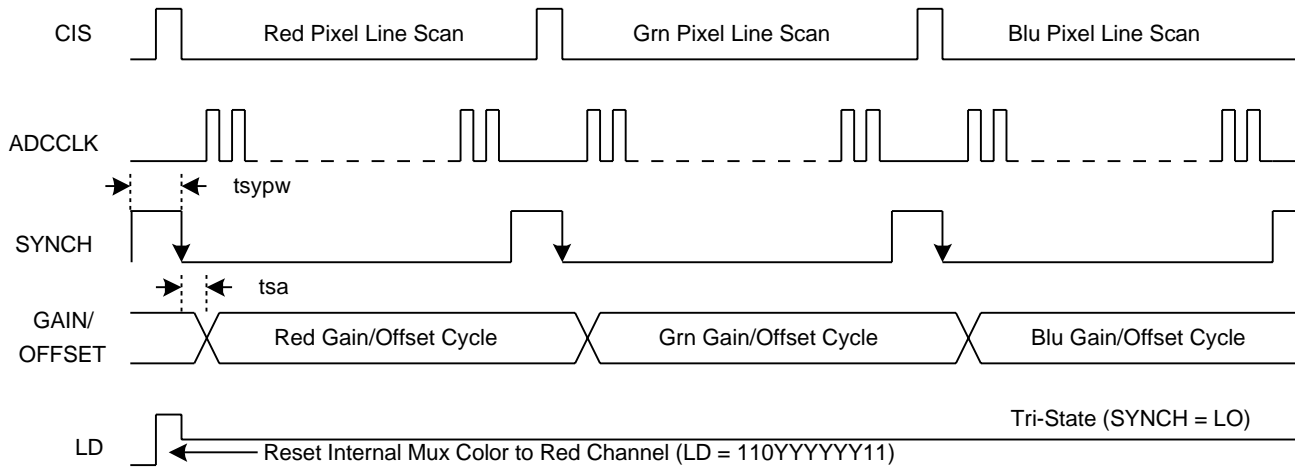 CIS
Red Pixel Line Scan
Grn Pixel Line Scan
Blu Pixel Line Scan
ADCCLK
tsypw
SYNCH
tsa
GAIN/
OFFSET
Red Gain/Offset Cycle
Grn Gain/Offset Cycle
Blu Gain/Offset Cycle
Tri-State (SYNCH = LO)
LD
Reset Internal Mux Color to Red Channel (LD = 110YYYYYY11)